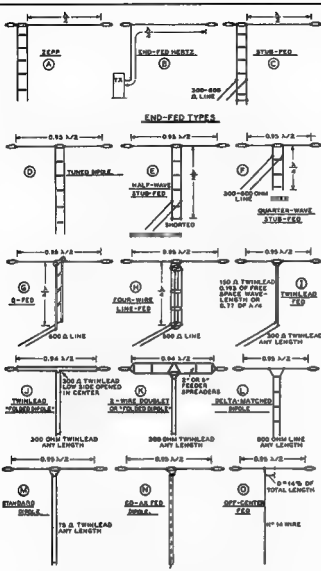 λ/2
λ/2
λ/2
ZEPP
A
λ/4
TX
END-FED HERTZ
B
STUB-FED
C
300-600
Ω LINE
END-FED TYPES
0.95 λ/2
0.95 λ/2
0.95 λ/2
D
TUNED DIPOLE
E
HALF-WAVE
STUB-FED
SHORTED
F
300-600 OHM
LINE
QUARTER-WAVE
STUB-FED
0.95 λ/2
0.95 λ/2
0.95 λ/2
G
Q-FED
600 Ω LINE
H
FOUR-WIRE
LINE-FED
600 Ω LINE
150 Ω TWINLEAD
0.193 OF FREE
SPACE WAVE-
LENGTH OR
0.77 OF λ/4
I
TWINLEAD
FED
300 Ω TWINLEAD
ANY LENGTH
0.94 λ/2
0.94 λ/2
0.95 λ/2
J
TWINLEAD
"FOLDED DIPOLE"
300 Ω TWINLEAD
LOW SIDE OPENED
IN CENTER
300 OHM TWINLEAD
ANY LENGTH
K
2-WIRE DOUBLET
OR "FOLDED DIPOLE"
FEEDER
SPREADERS
300 OHM TWINLEAD
ANY LENGTH
L
DELTA-MATCHED
DIPOLE
600 OHM LINE
ANY LENGTH
0.95 λ/2
0.95 λ/2
0.95 λ/2
M
STANDARD
DIPOLE
75 Ω TWINLEAD
ANY LENGTH
N
CO-AX FED
DIPOLE
D=14% OF
TOTAL LENGTH
O
OFF-CENTER
FED
Nº 14 WIRE